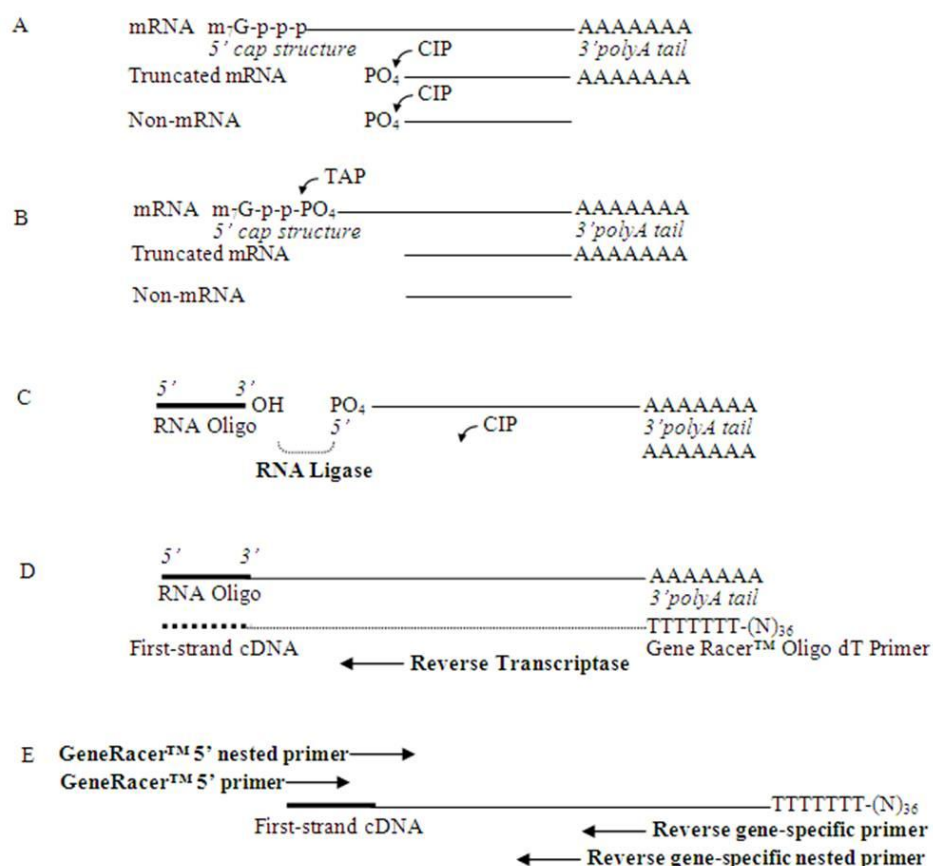 A
mRNA m₇G-p-p-p AAAAAAA
5' cap structure CIP 3'polyA tail
Truncated mRNA PO₄ AAAAAAA
CIP
Non-mRNA PO₄
TAP
B
mRNA m₇G-p-p-PO₄ AAAAAAA
5' cap structure 3'polyA tail
Truncated mRNA AAAAAAA
Non-mRNA
5' 3'
C OH PO₄ AAAAAAA
RNA Oligo 5' CIP 3'polyA tail
AAAAAAA
RNA Ligase
5' 3'
D AAAAAAA
RNA Oligo 3'polyA tail
TTTTTTT-(N)₃₆
First-strand cDNA Gene Racer™ Oligo dT Primer
Reverse Transcriptase
E GeneRacer™ 5' nested primer
GeneRacer™ 5' primer
TTTTTTT-(N)₃₆
First-strand cDNA Reverse gene-specific primer
Reverse gene-specific nested primer